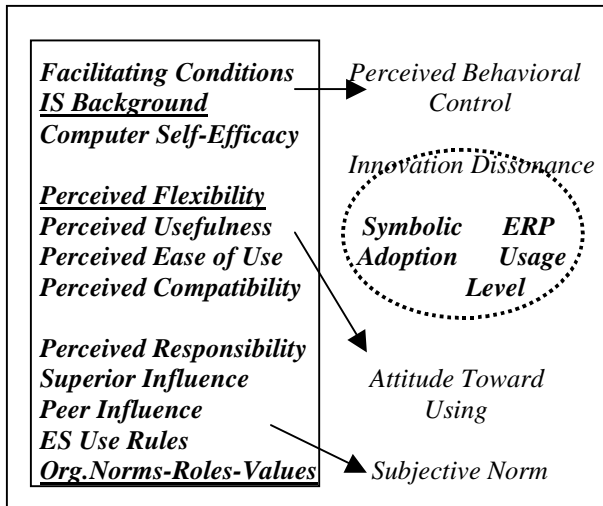 Facilitating Conditions
IS Background
Computer Self-Efficacy
Perceived Flexibility
Perceived Usefulness
Perceived Ease of Use
Perceived Compatibility
Perceived Responsibility
Superior Influence
Peer Influence
ES Use Rules
Org.Norms-Roles-Values
Perceived Behavioral
Control
Innovation Dissonance
Symbolic ERP
Adoption Usage
Level
Attitude Toward
Using
Subjective Norm